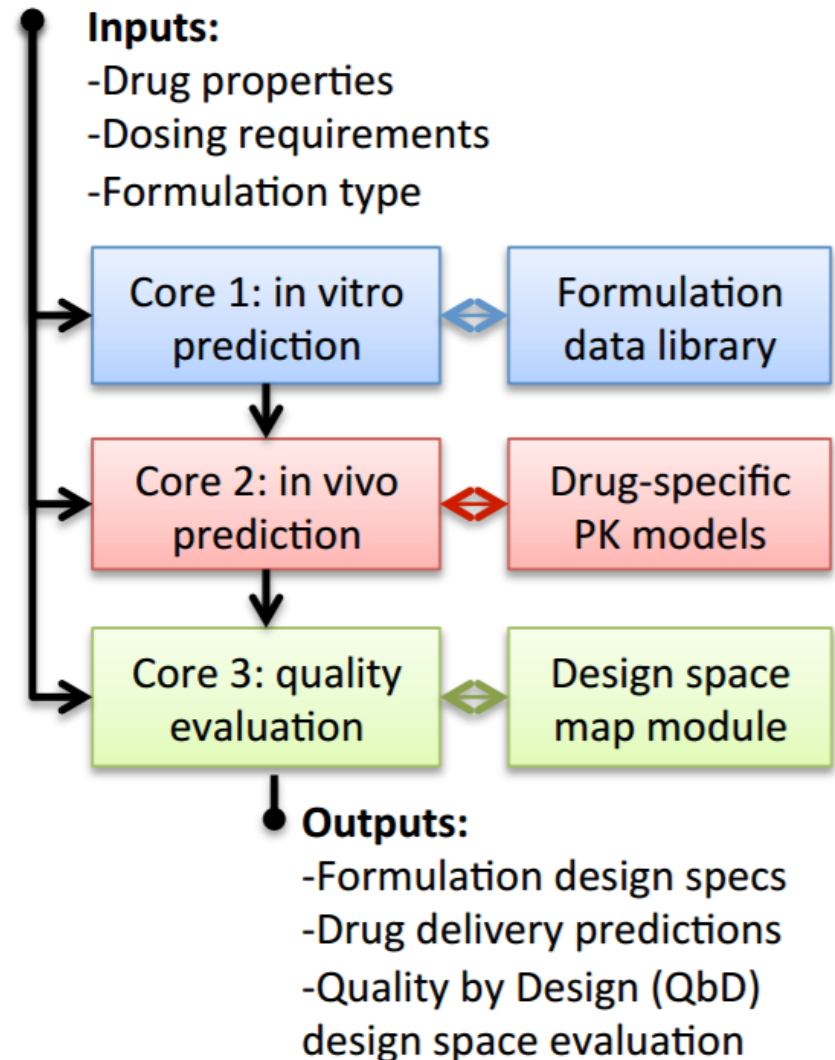 Inputs:
-Drug properties
-Dosing requirements
-Formulation type
Core 1: in vitro
prediction
Formulation
data library
Core 2: in vivo
prediction
Drug-specific
PK models
Core 3: quality
evaluation
Design space
map module
Outputs:
-Formulation design specs
-Drug delivery predictions
-Quality by Design (QbD)
design space evaluation